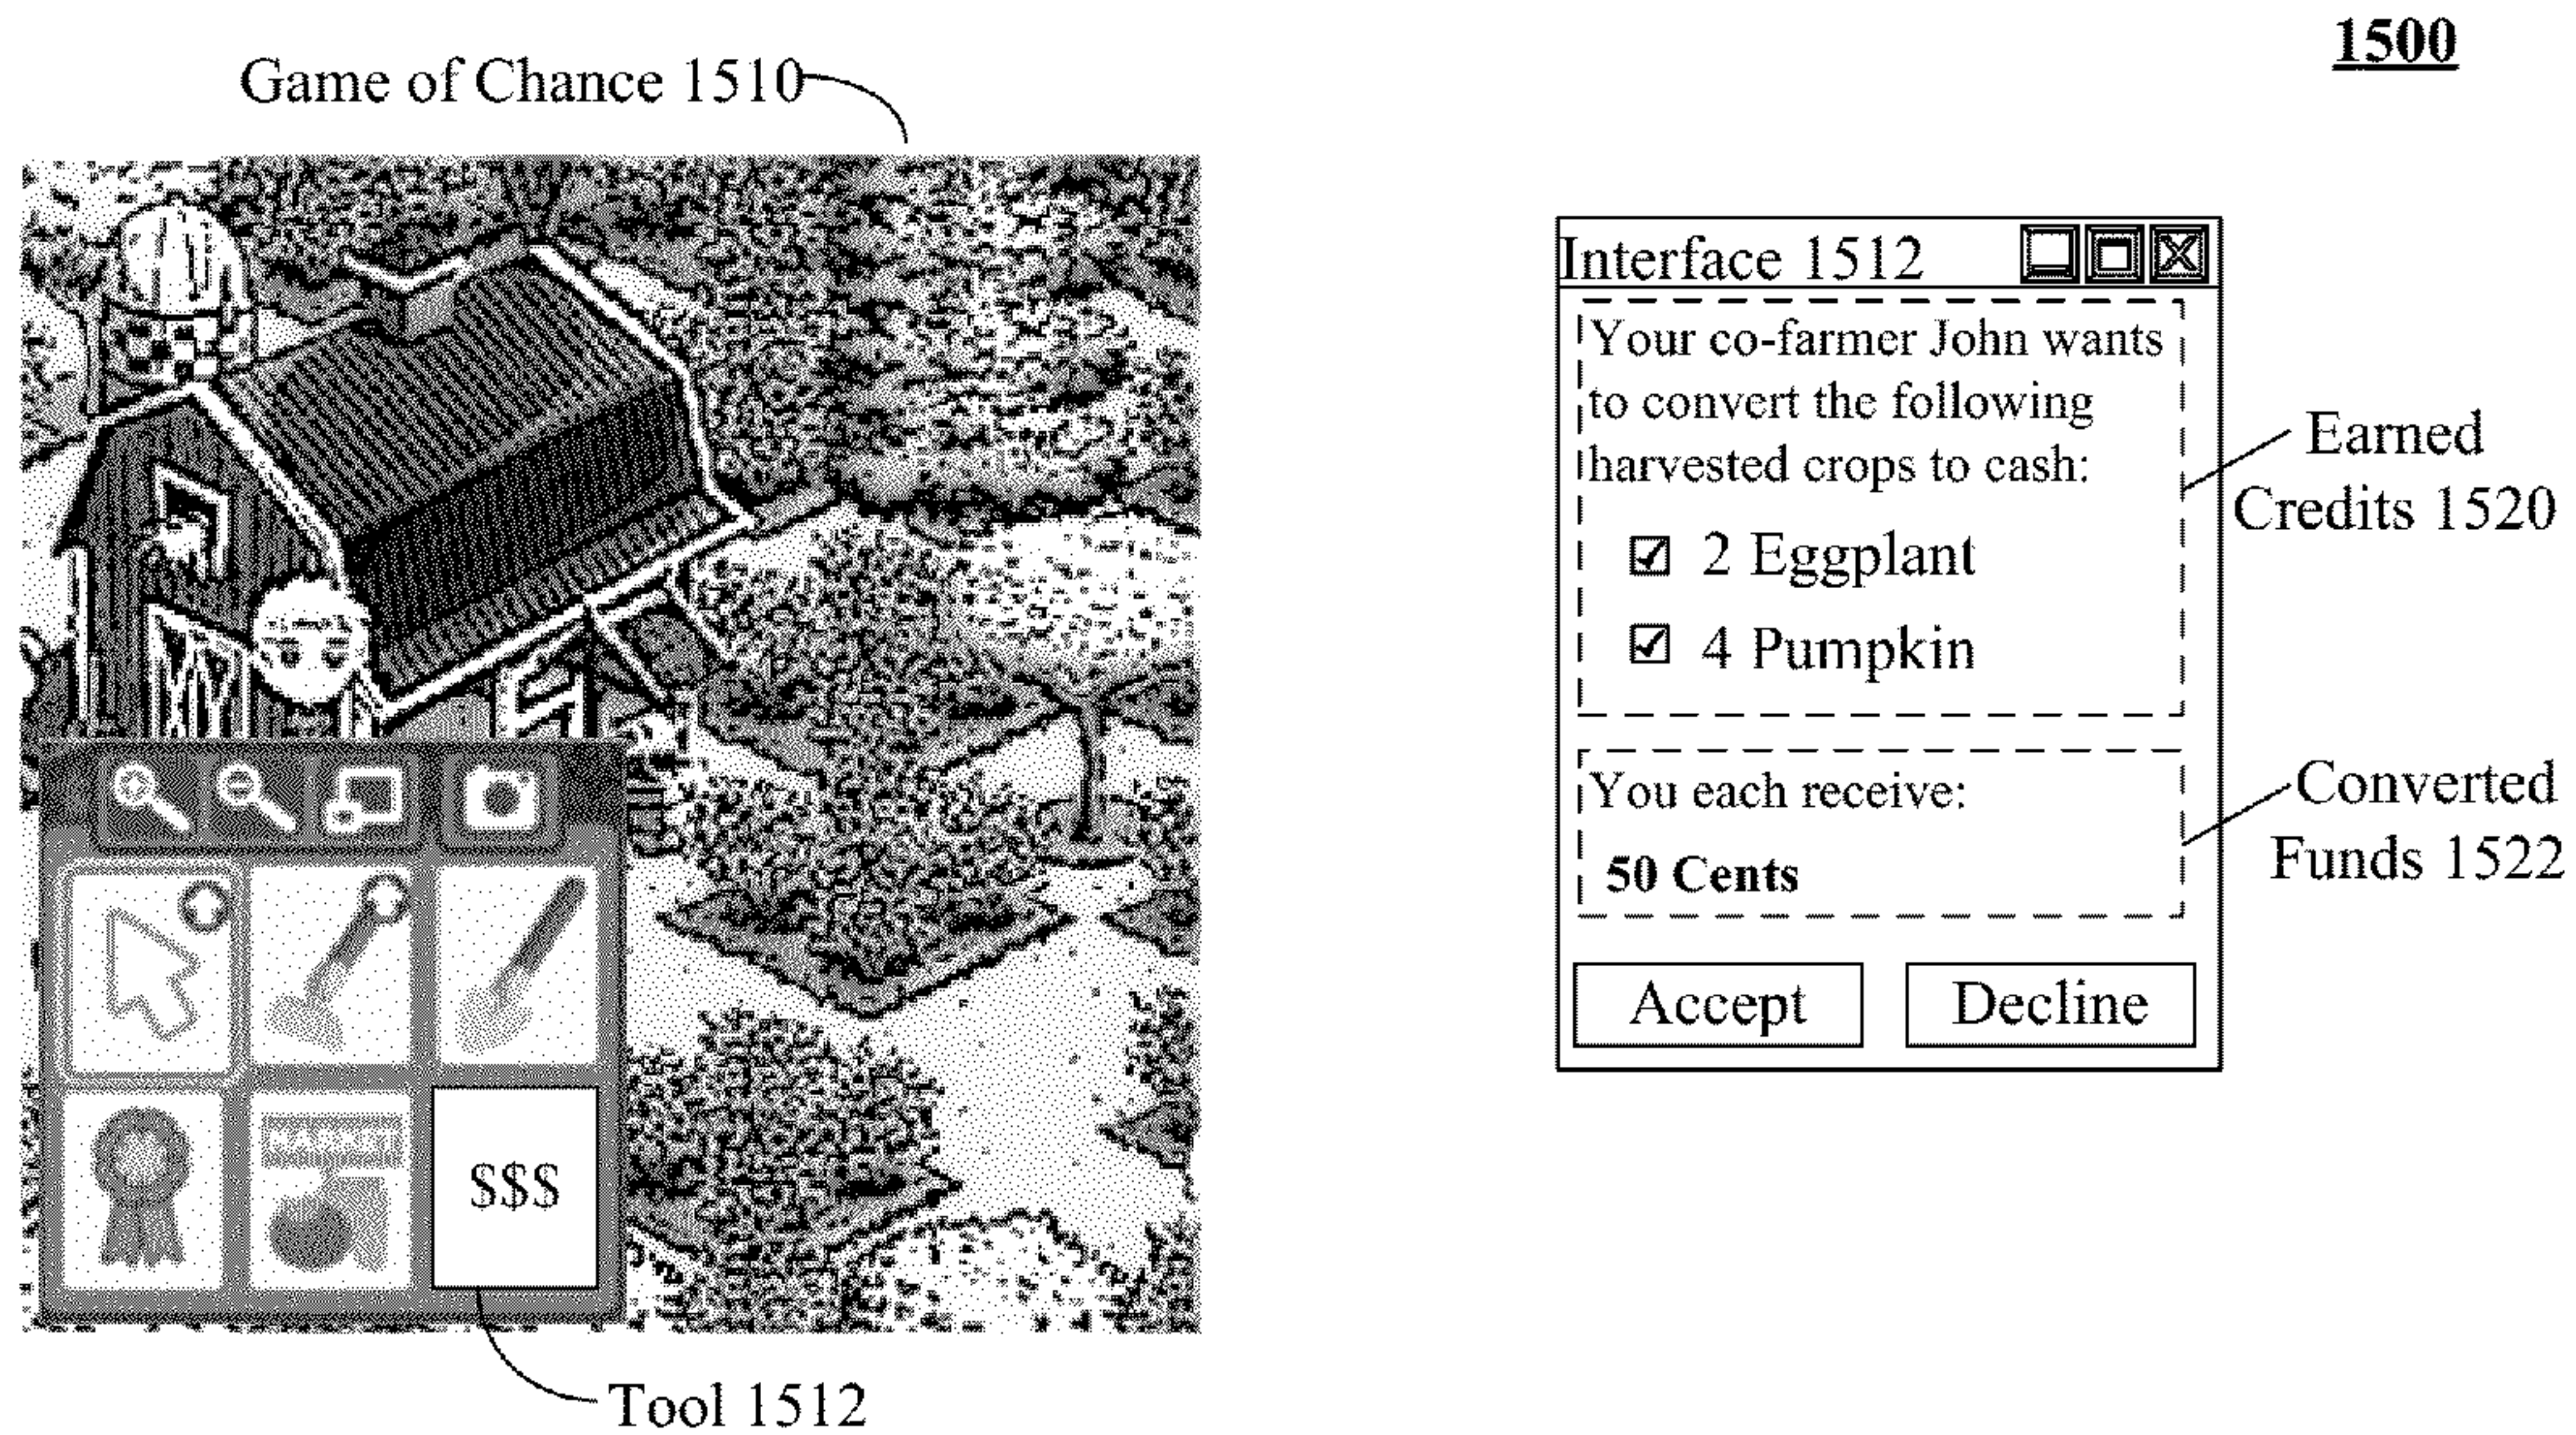 1500
Game of Chance 1510
Interface 1512
Your co-farmer John wants
to convert the following
harvested crops to cash:
2 Eggplant
4 Pumpkin
Earned
Credits 1520
You each receive:
50 Cents
Converted
Funds 1522
Accept
Decline
MARKET
$$$
Tool 1512